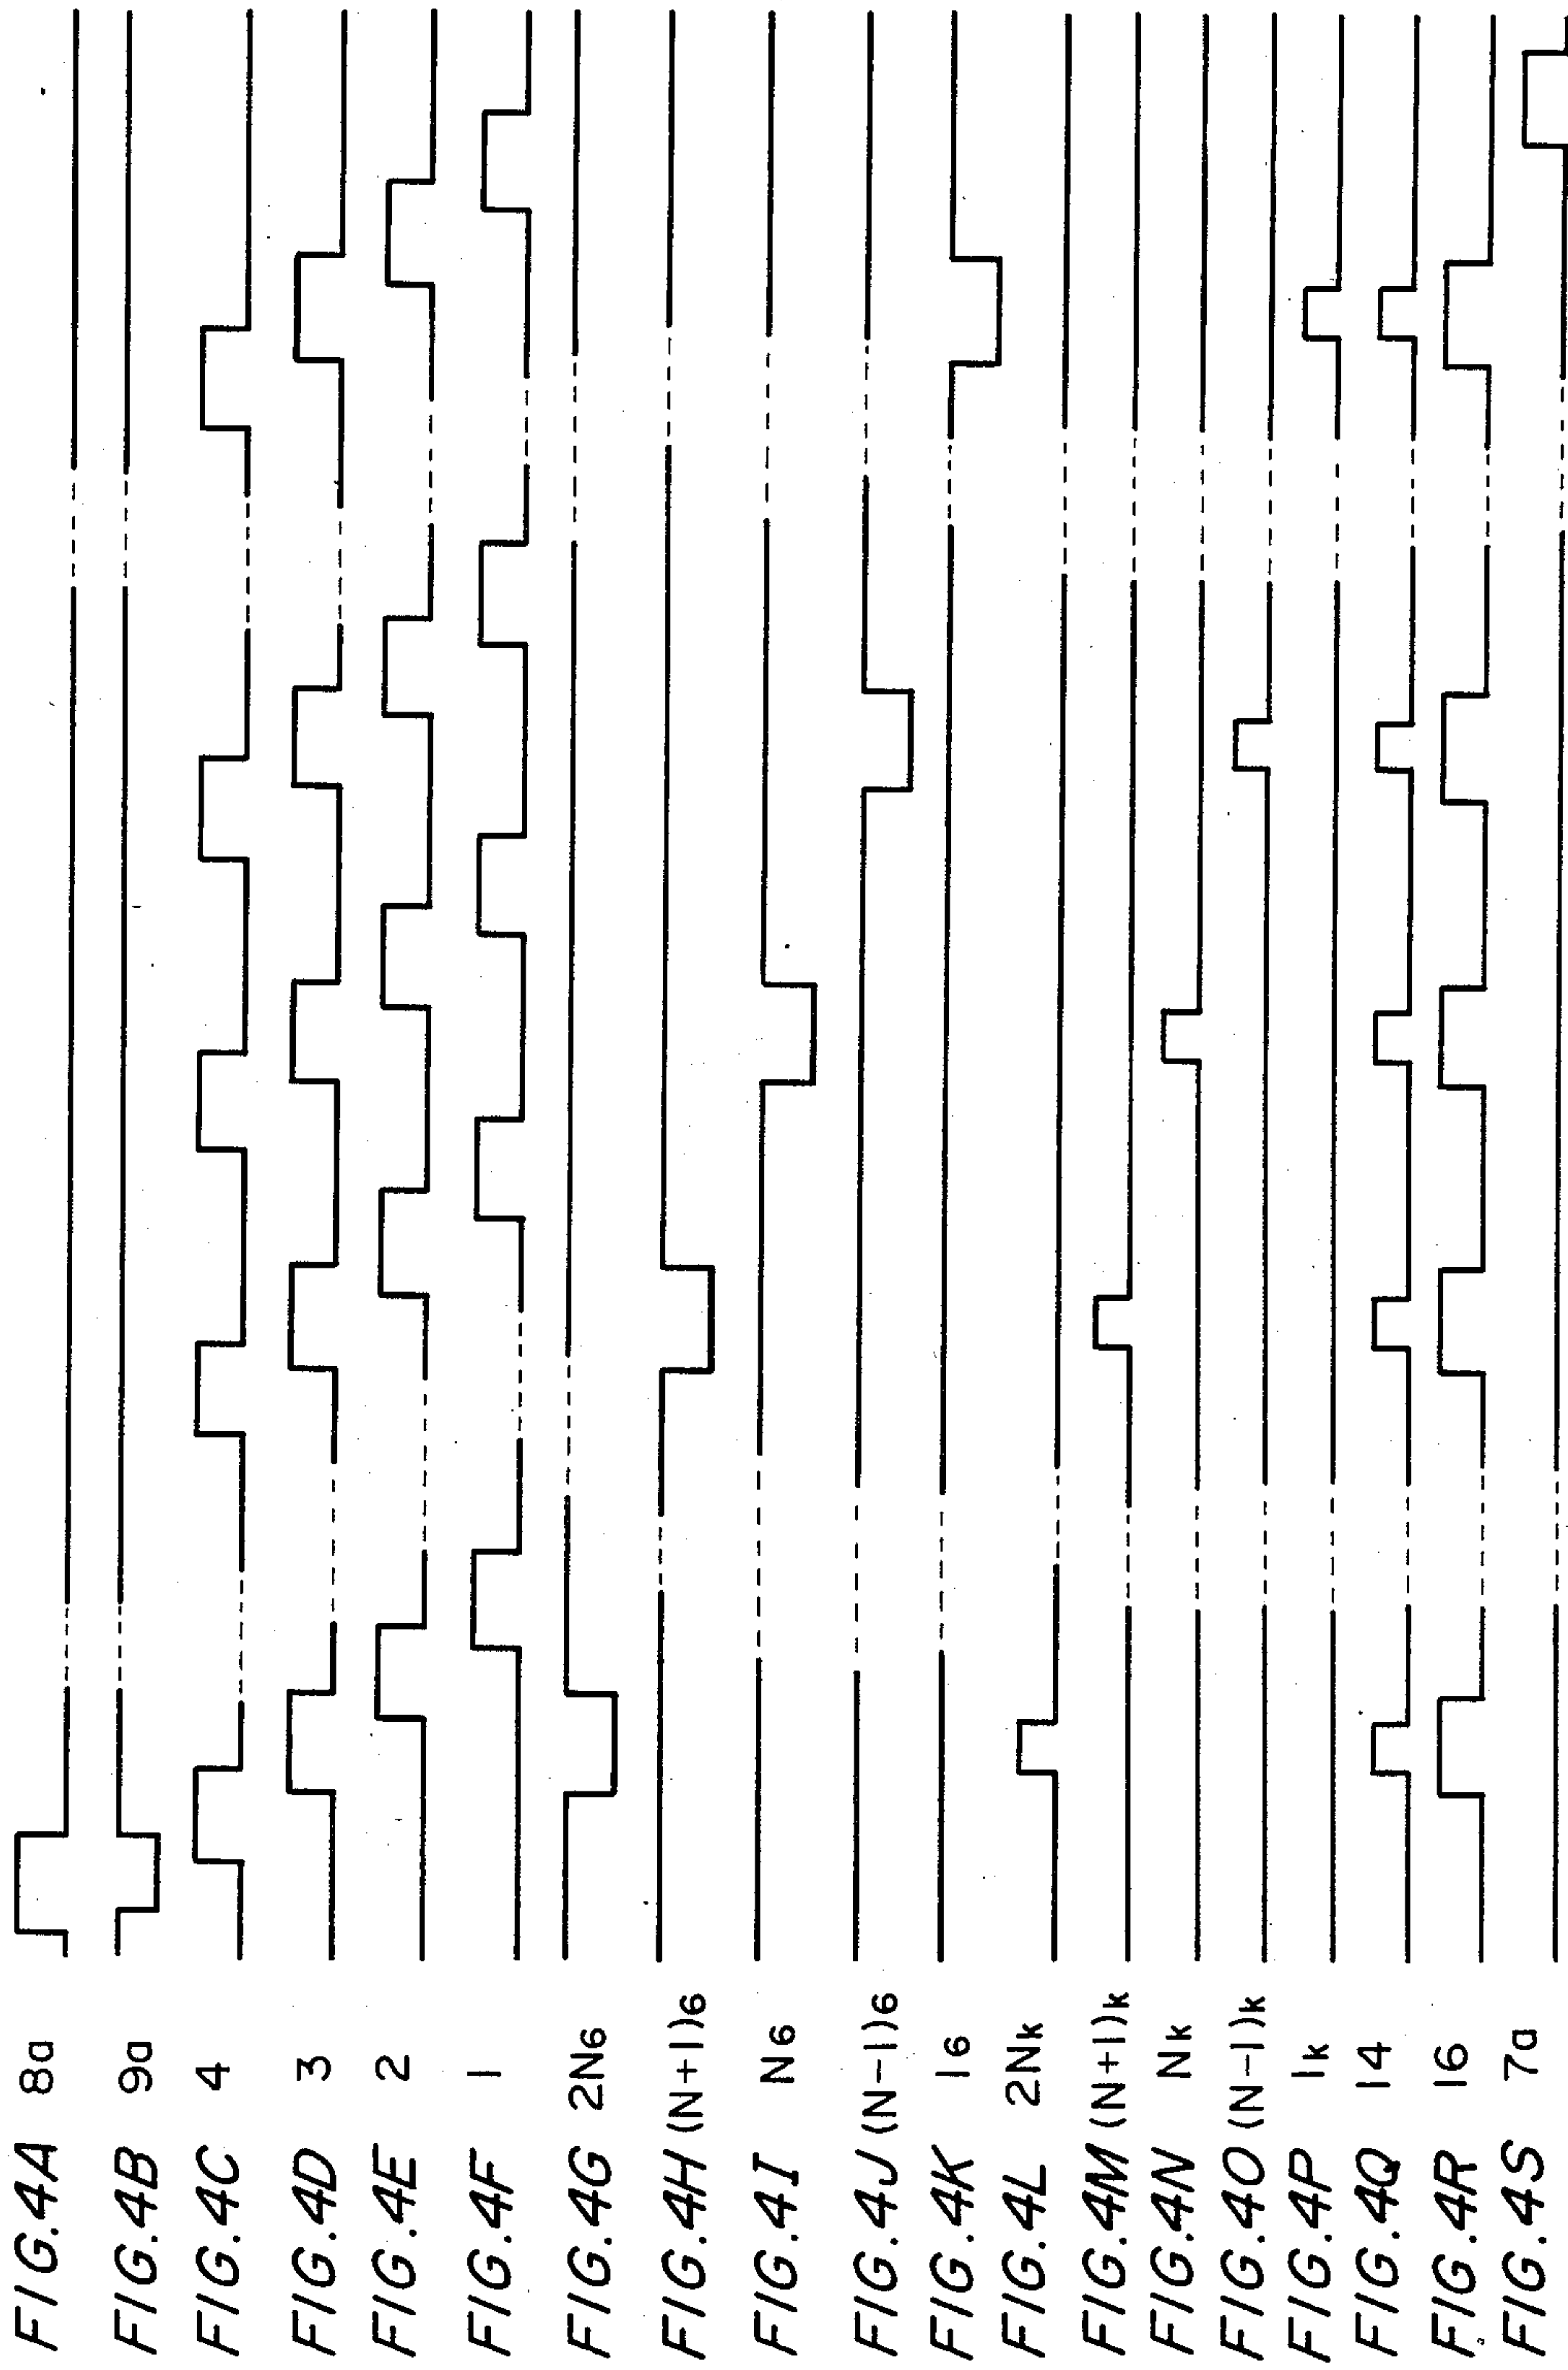 FIG.4A 8a
FIG.4B 9a
FIG.4C 4
FIG.4D 3
FIG.4E 2
FIG.4F 1
FIG.4G 2N6
FIG.4H (N+1)6
FIG.4I N6
FIG.4J (N-1)6
FIG.4K 16
FIG.4L 2Nk
FIG.4M (N+1)k
FIG.4N Nk
FIG.4O (N-1)k
FIG.4P 1k
FIG.4Q 14
FIG.4R 16
FIG.4S 7a